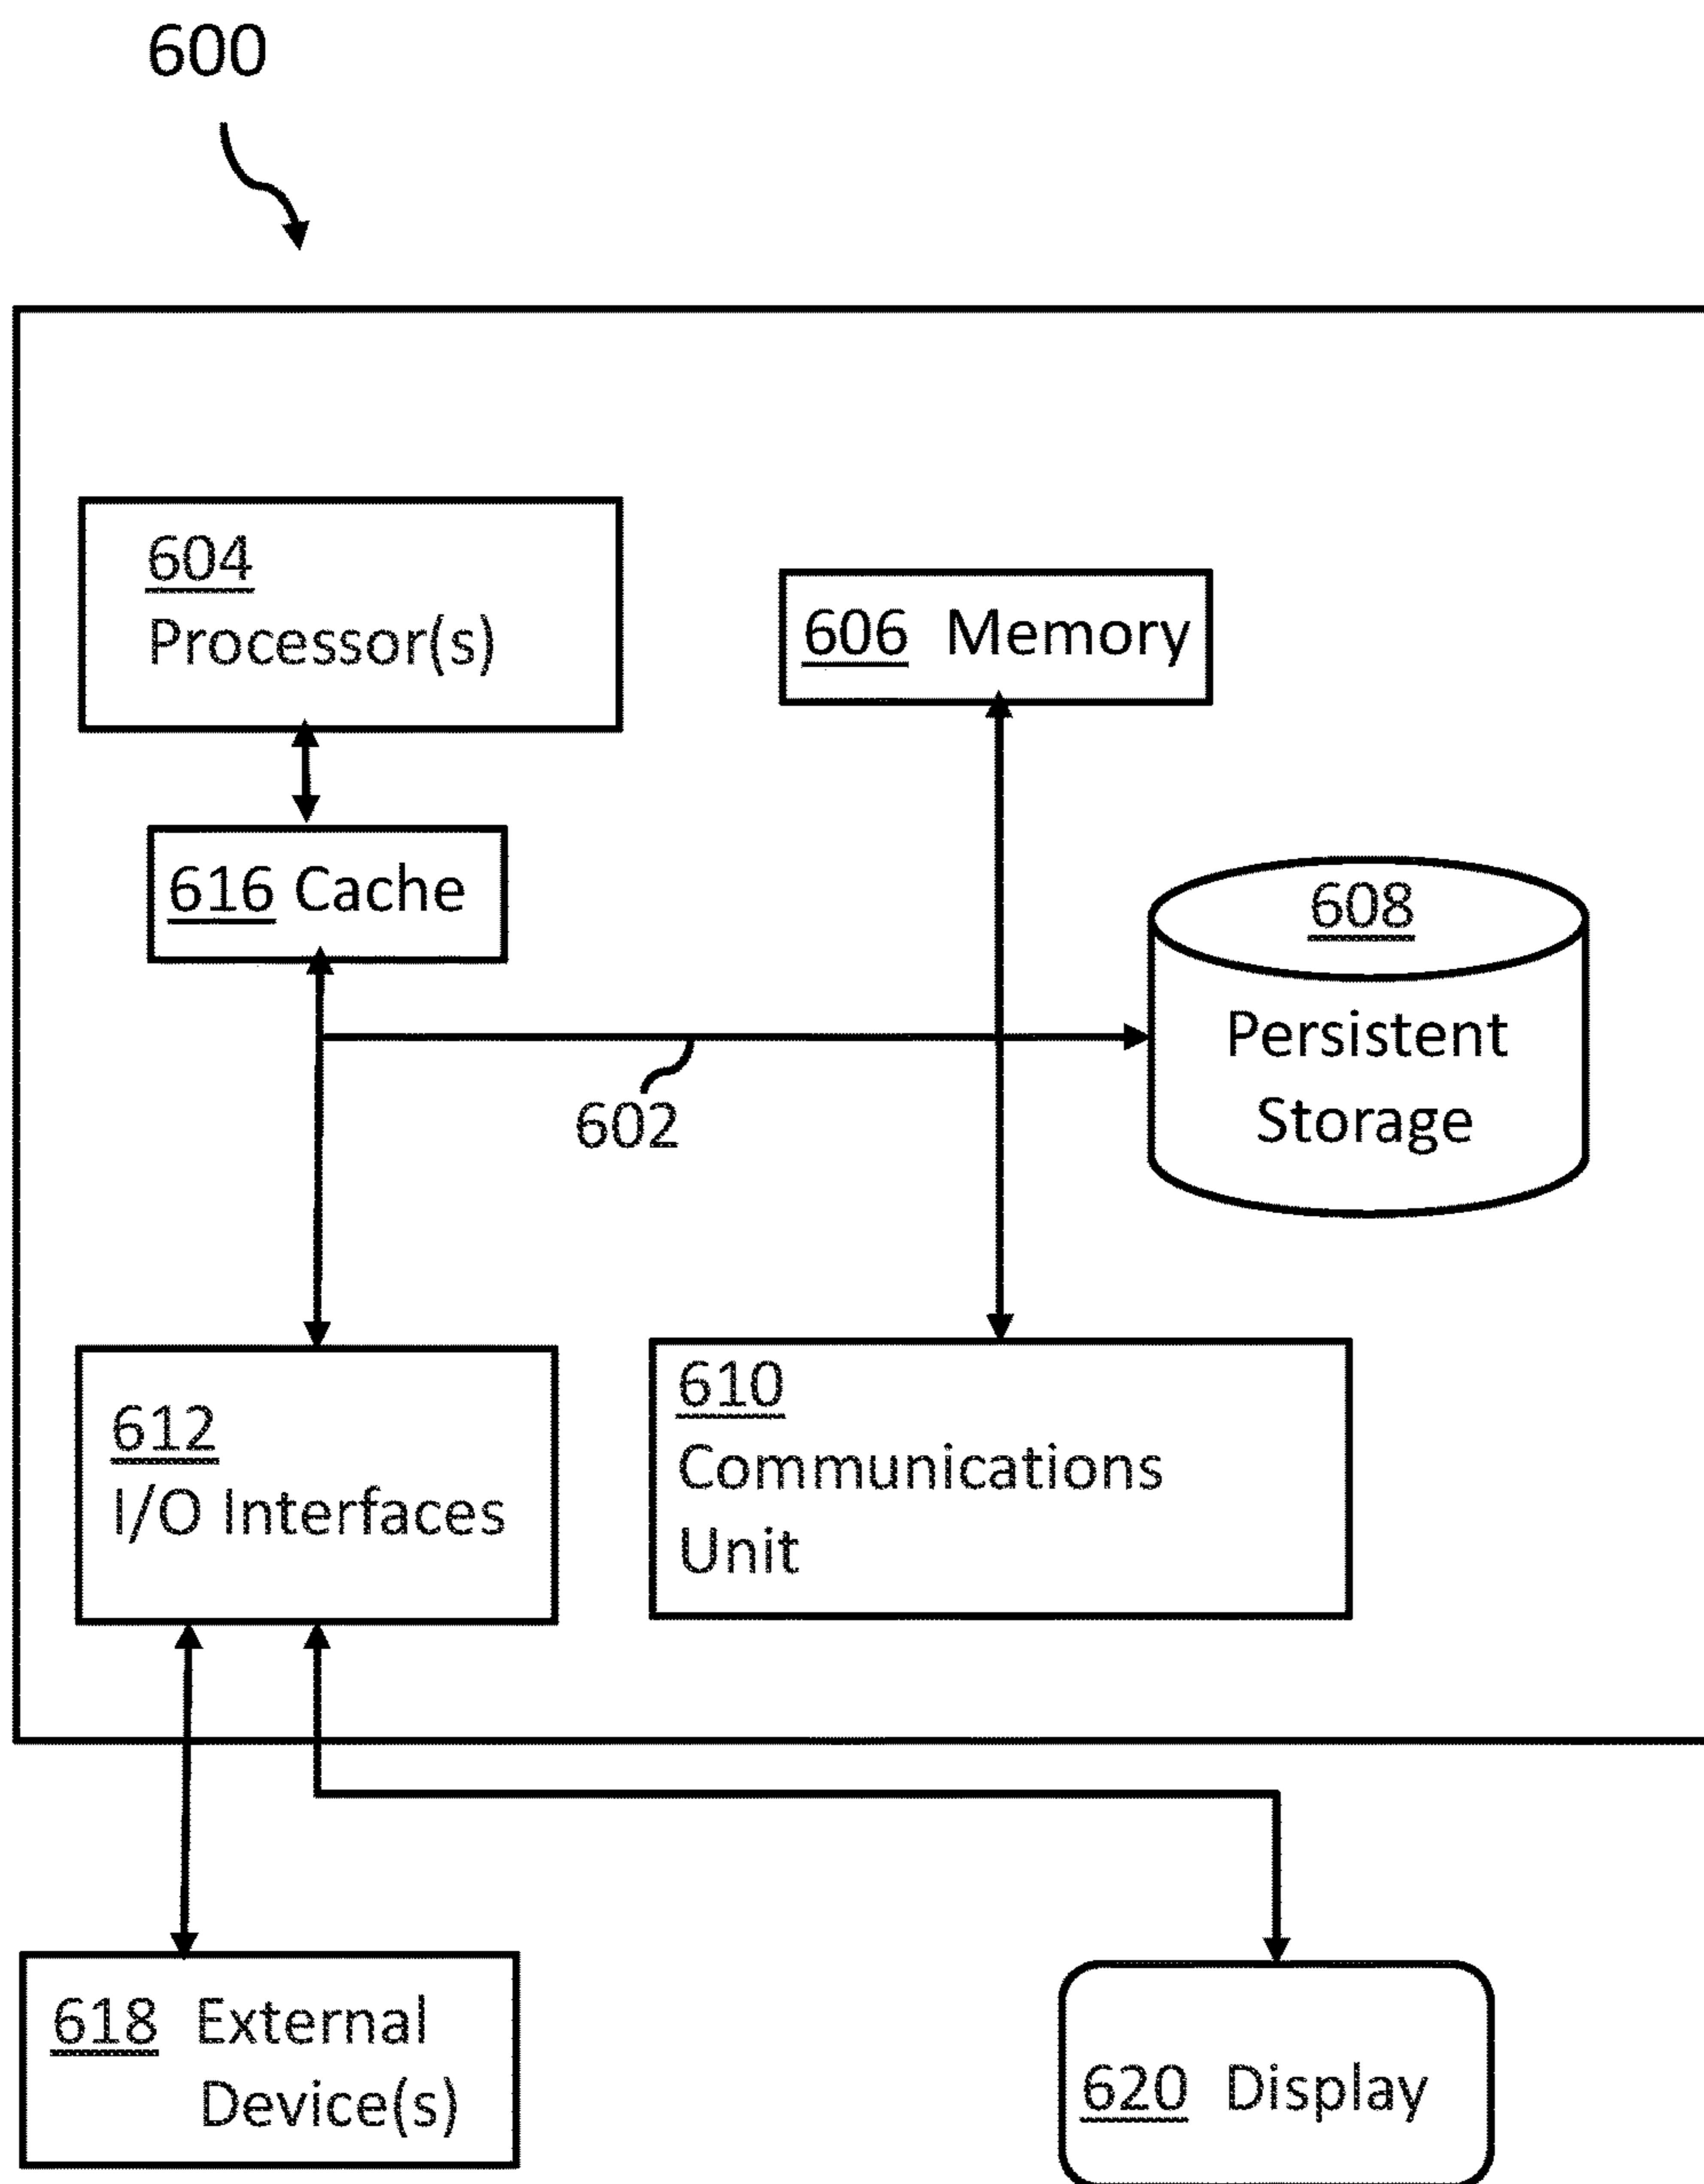 600
604
Processor(s)
606 Memory
616 Cache
608
Persistent
Storage
602
612
I/O Interfaces
610
Communications
Unit
618 External
Device(s)
620 Display